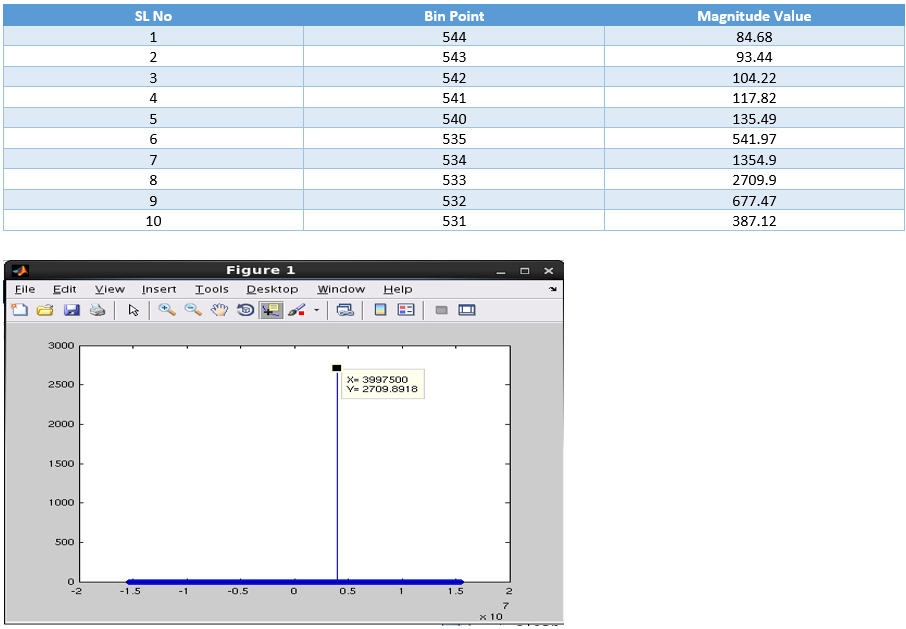 SL No Bin Point Magnitude Value
1 544 84.68
2 543 93.44
3 542 104.22
4 541 117.82
5 540 135.49
6 535 541.97
7 534 1354.9
8 533 2709.9
9 532 677.47
10 531 387.12
Figure 1
File Edit View Insert Tools Desktop Window Help
3000
X= 3997500
Y= 2709.8918
2500
2000
1500
1000
500
0
-2 -1.5 -1 -0.5 0 0.5 1 1.5 2
7
x 10